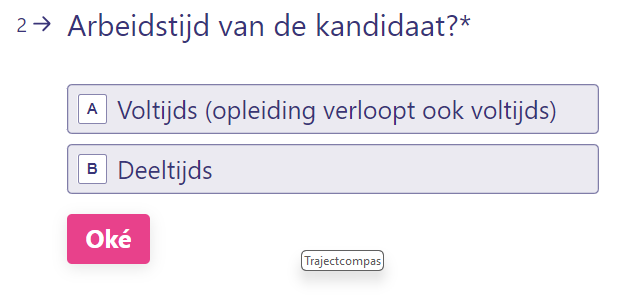 2→ Arbeidstijd van de kandidaat?*
A Voltijds (opleiding verloopt ook voltijds)
B Deeltijds
Oké
Trajectcompas